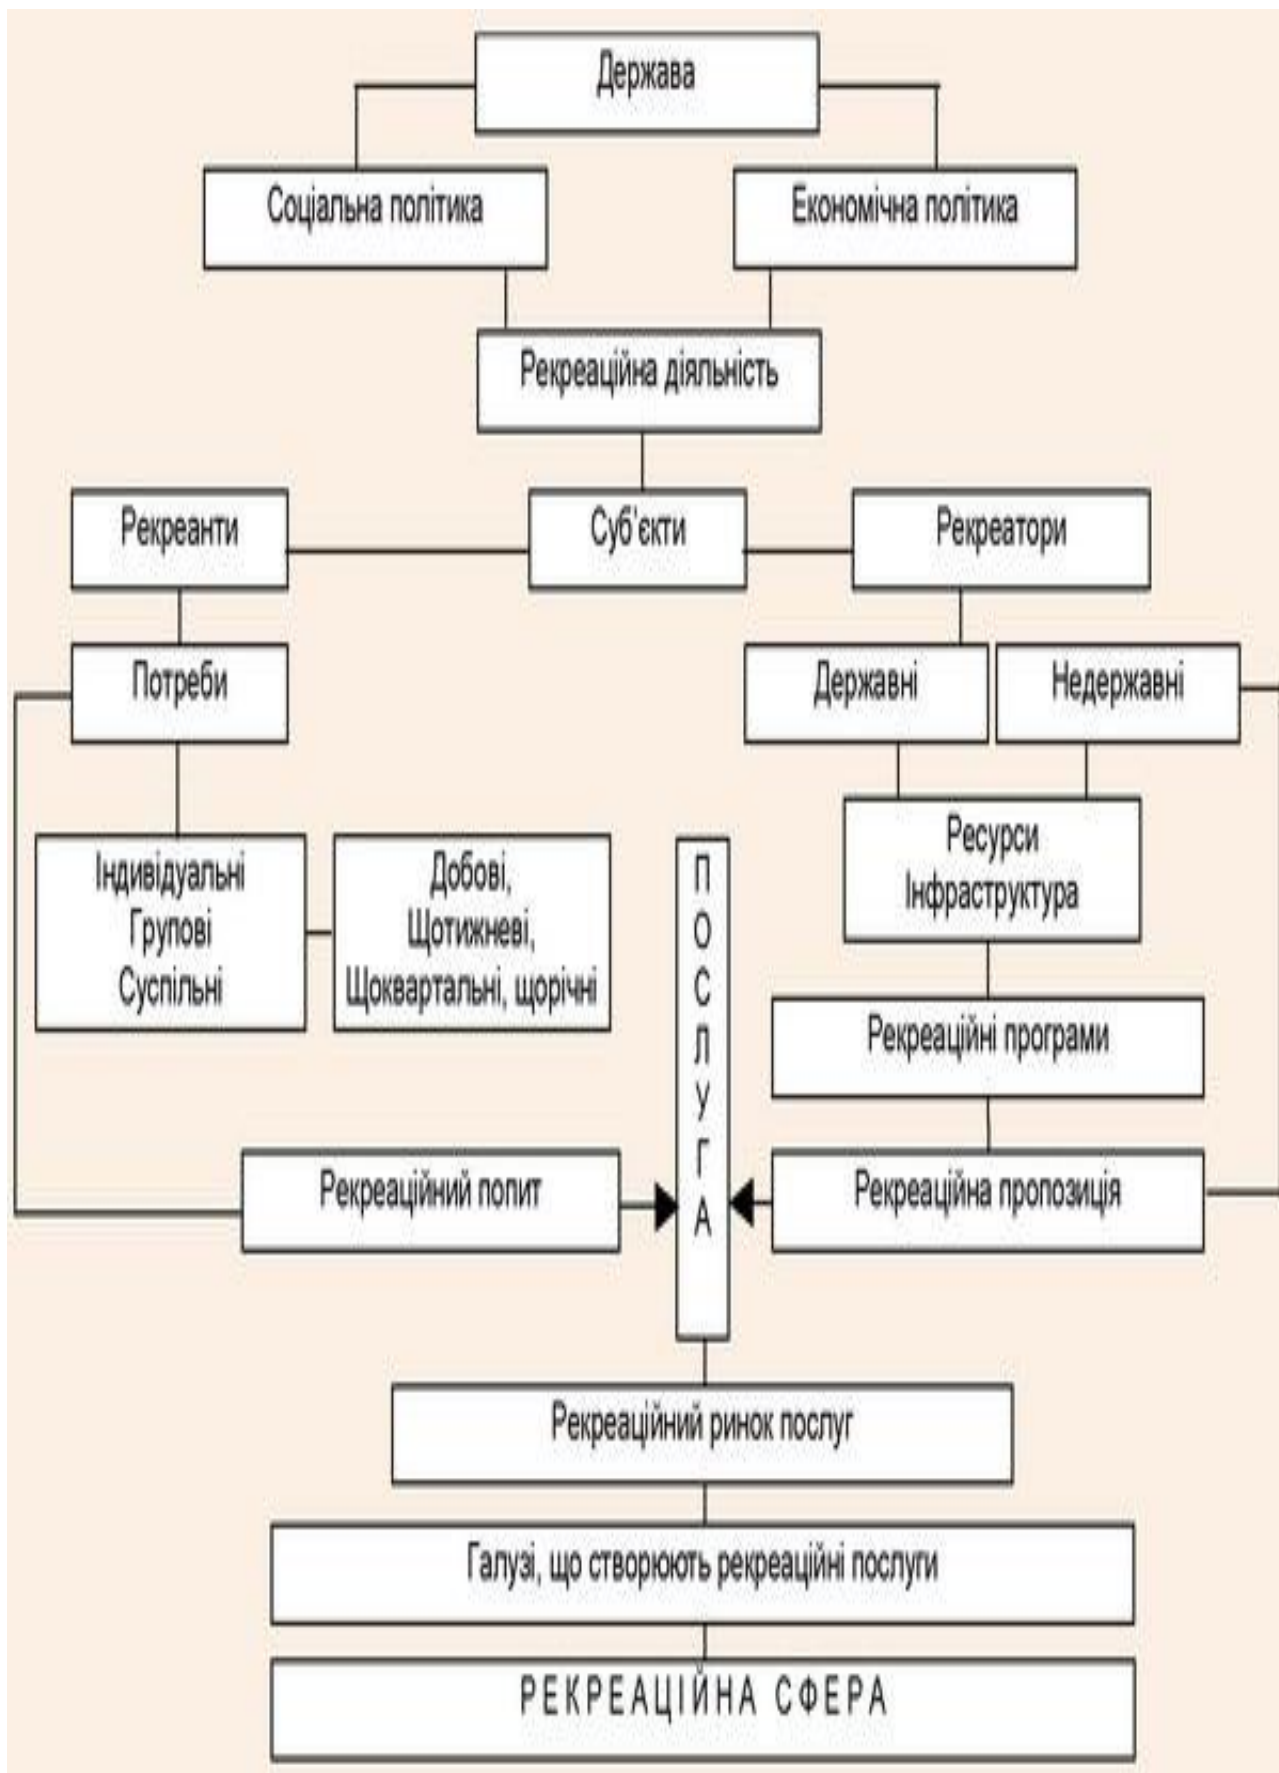 Держава
Соціальна політика
Економічна політика
Рекреаційна діяльність
Рекреанти
Суб'єкти
Рекреатори
Потреби
Державні
Недержавні
Індивідуальні
Групові
Суспільні
Добові,
Щотижневі,
Щоквартальні, щорічні
ПОСЛУГА
Ресурси
Інфраструктура
Рекреаційні програми
Рекреаційний попит
Рекреаційна пропозиція
Рекреаційний ринок послуг
Галузі, що створюють рекреаційні послуги
РЕКРЕАЦІЙНА СФЕРА